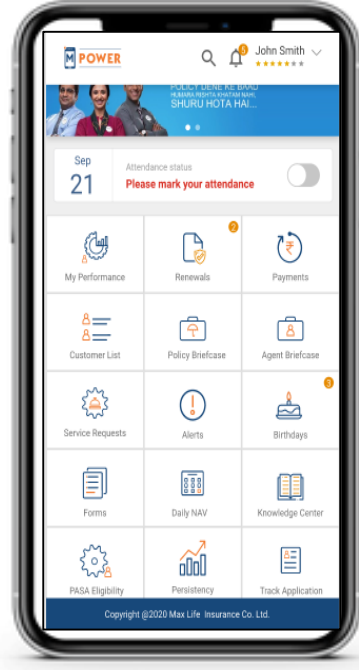 M POWER
5
John Smith
POLICY DENE KE BAAD
HUMARA RISHTA KHATAM NAHI,
SHURU HOTA HAI...
Sep
21
Attendance status
Please mark your attendance
2
My Performance
Renewals
Payments
Customer List
Policy Briefcase
Agent Briefcase
3
Service Requests
Alerts
Birthdays
Forms
Daily NAV
Knowledge Center
PASA Eligibility
Persistency
Track Application
Copyright @2020 Max Life Insurance Co. Ltd.